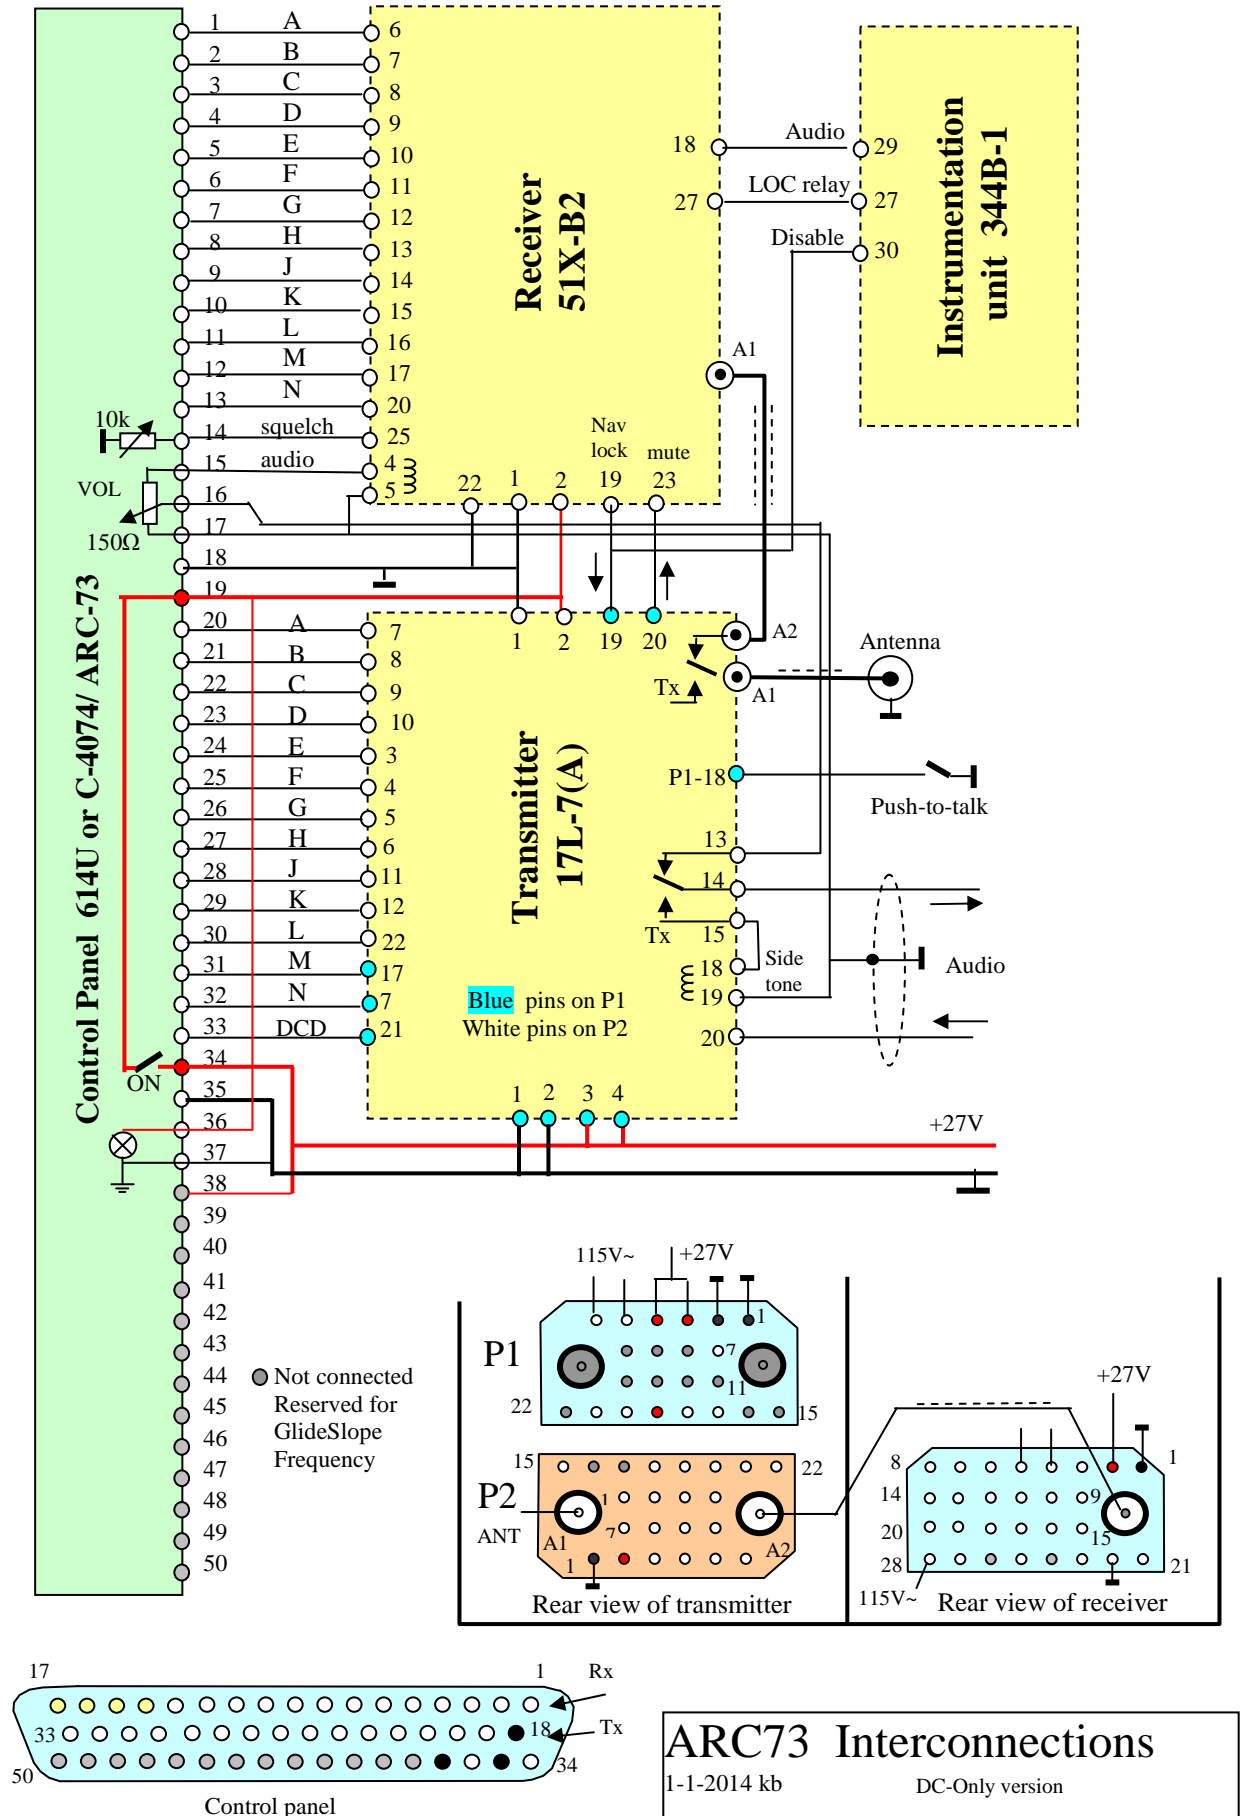 Control Panel 614U or C-4074/ ARC-73
1 A 6
2 B 7
3 C 8
4 D 9
5 E 10
6 F 11
7 G 12
8 H 13
9 J 14
10 K 15
11 L 16
12 M 17
13 N 20
10k
14 squelch 25
15 audio 4
VOL
16 5
150Ω
17
18
19
Receiver
51X-B2
18 Audio 29
27 LOC relay 27
Disable 30
Instrumentation
unit 344B-1
A1
Nav
lock
mute
22 1 2 19 23
20 A 7
21 B 8
22 C 9
23 D 10
24 E 3
25 F 4
26 G 5
27 H 6
28 J 11
29 K 12
30 L 22
31 M 17
32 N 7
33 DCD 21
34
ON
35
36
37
38
39
40
41
42
43
44
45
46
47
48
49
50
1 2 19 20
Transmitter
17L-7(A)
A2
Tx
A1
Antenna
P1-18
Push-to-talk
13
14
Tx
15
18
Side
tone
19
20
Audio
Blue pins on P1
White pins on P2
1 2 3 4
+27V
Not connected
Reserved for
GlideSlope
Frequency
115V~ +27V
P1
1
7
11
22 15
15 22
P2
1
7
ANT
A1
A2
1
Rear view of transmitter
+27V
8 1
14 9
20 15
28 21
115V~
Rear view of receiver
17 1 Rx
33 18 Tx
50 34
Control panel
ARC73 Interconnections
1-1-2014 kb
DC-Only version